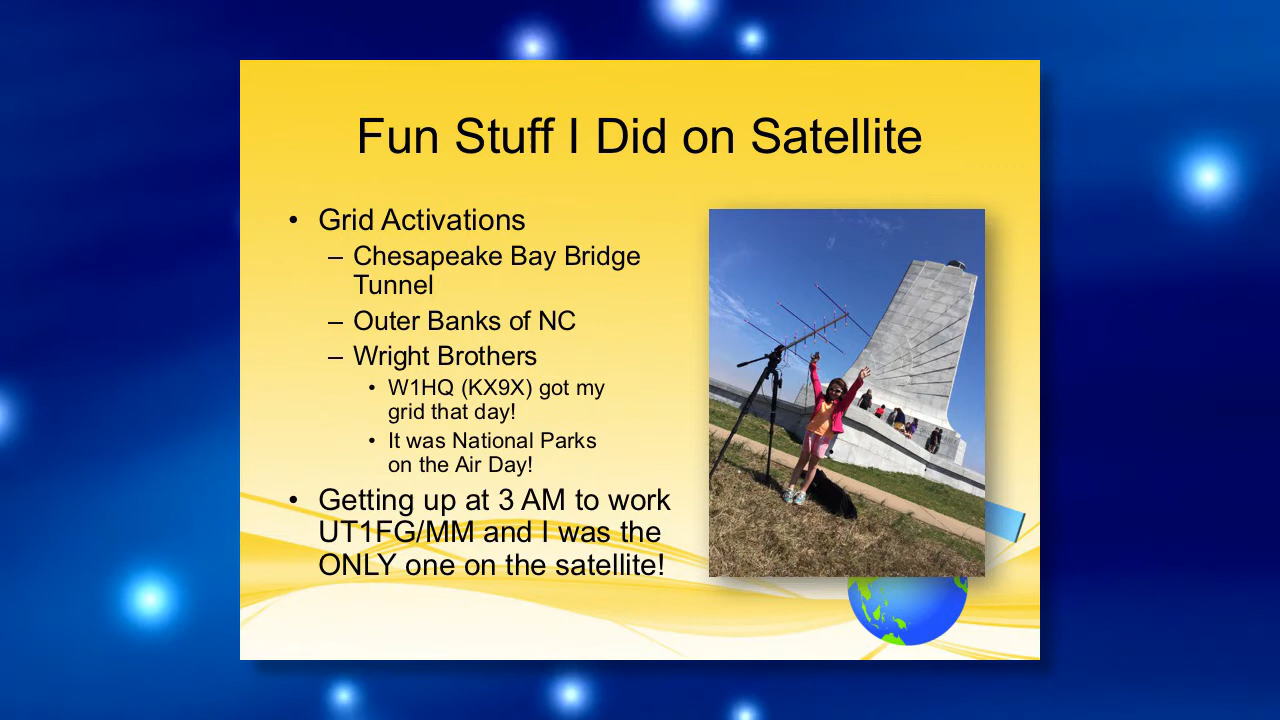 Fun Stuff I Did on Satellite
• Grid Activations
– Chesapeake Bay Bridge
Tunnel
– Outer Banks of NC
– Wright Brothers
• W1HQ (KX9X) got my
grid that day!
• It was National Parks
on the Air Day!
• Getting up at 3 AM to work
UT1FG/MM and I was the
ONLY one on the satellite!